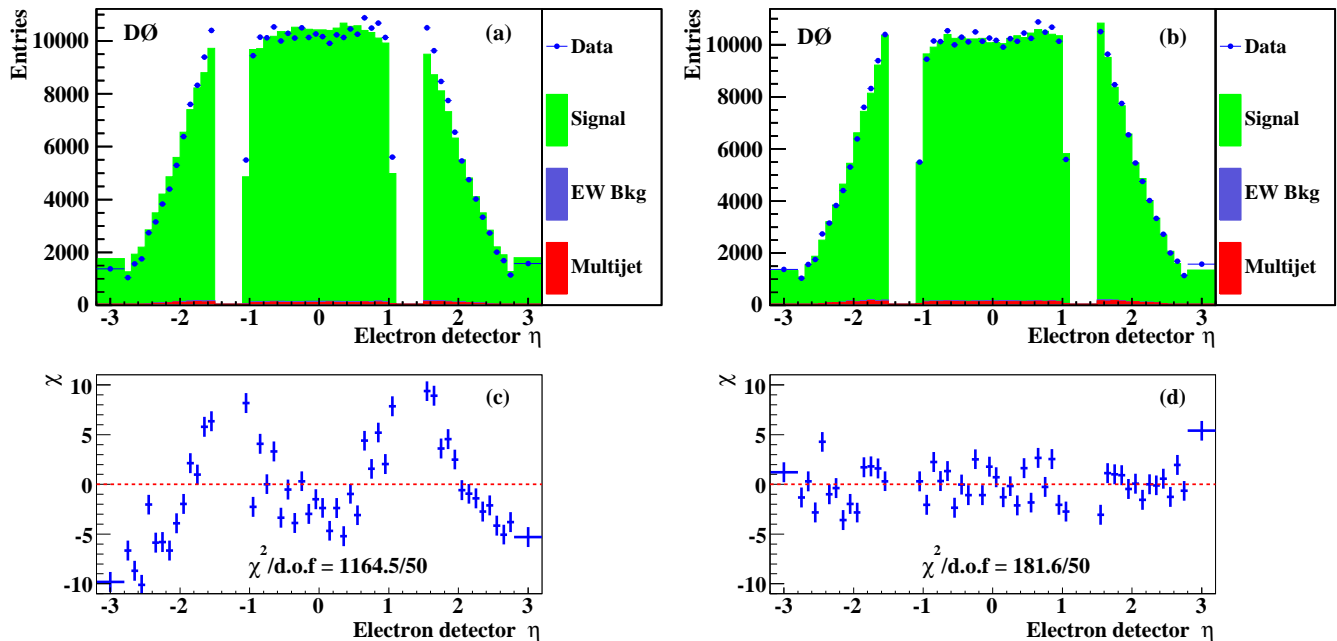 Entries
10000
8000
6000
4000
2000
0
DØ
(a)
-3 -2 -1 0 1 2 3
Electron detector η
Data
Signal
EW Bkg
Multijet
Entries
10000
8000
6000
4000
2000
0
DØ
(b)
-3 -2 -1 0 1 2 3
Electron detector η
Data
Signal
EW Bkg
Multijet
χ
10
5
0
-5
-10
(c)
χ²/d.o.f = 1164.5/50
-3 -2 -1 0 1 2 3
Electron detector η
χ
10
5
0
-5
-10
(d)
χ²/d.o.f = 181.6/50
-3 -2 -1 0 1 2 3
Electron detector η